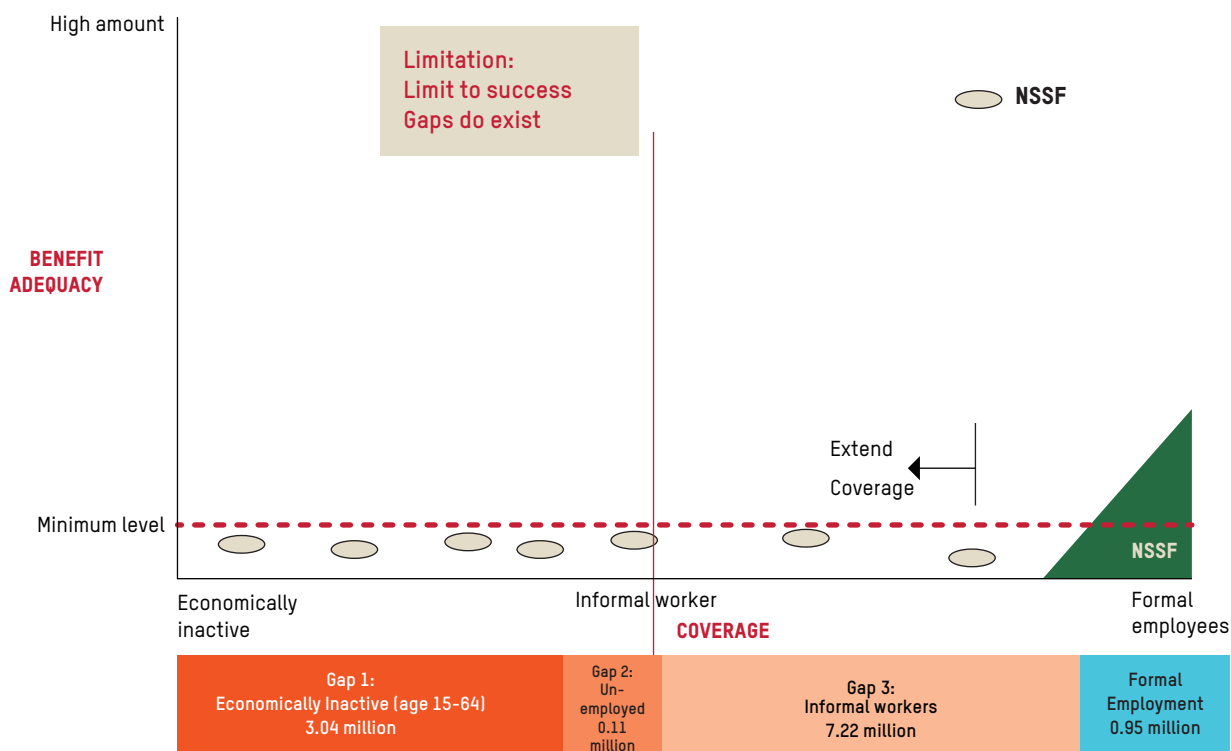 High amount
Limitation:
Limit to success
Gaps do exist
NSSF
BENEFIT
ADEQUACY
Extend
Coverage
Minimum level
NSSF
Economically
inactive
Informal worker
Formal
employees
COVERAGE
Gap 1:
Economically Inactive (age 15-64)
3.04 million
Gap 2:
Un-
employed
0.11
million
Gap 3:
Informal workers
7.22 million
Formal
Employment
0.95 million